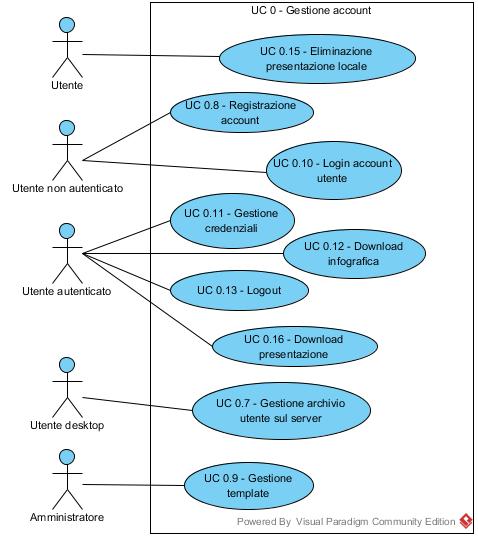 UC 0 - Gestione account
UC 0.15 - Eliminazione
presentazione locale
Utente
UC 0.8 - Registrazione
account
Utente non autenticato
UC 0.10 - Login account
utente
UC 0.11 - Gestione
credenziali
UC 0.12 - Download
infografica
Utente autenticato
UC 0.13 - Logout
UC 0.16 - Download
presentazione
UC 0.7 - Gestione archivio
utente sul server
Utente desktop
UC 0.9 - Gestione
template
Amministratore
Powered By Visual Paradigm Community Edition